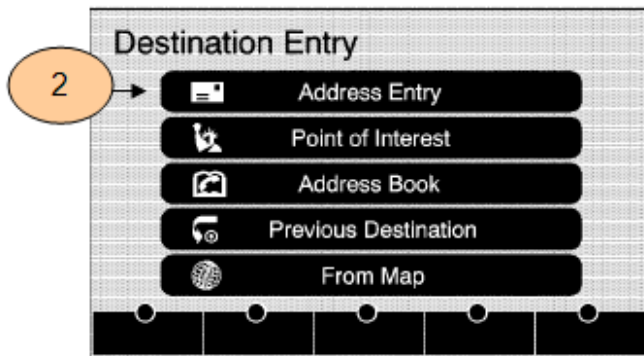 Destination Entry
2
Address Entry
Point of Interest
Address Book
Previous Destination
From Map